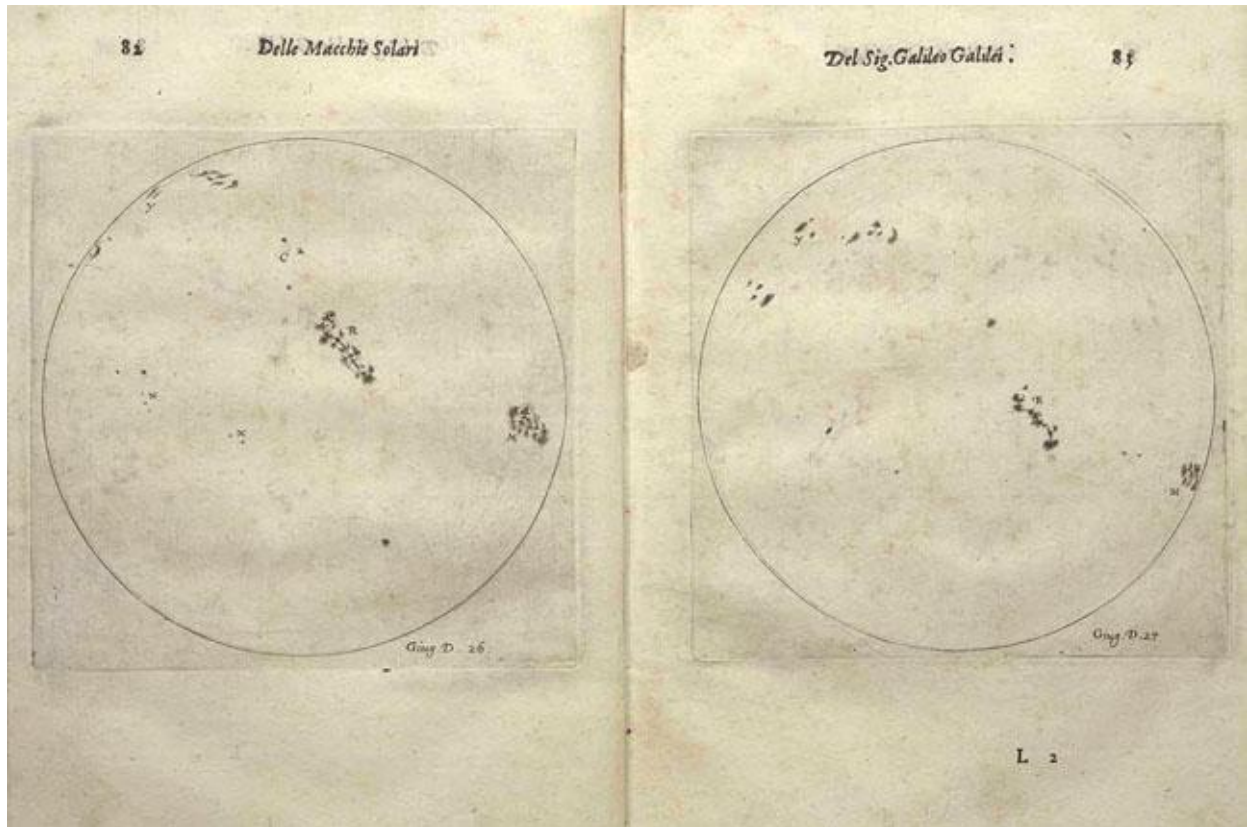 82
Delle Macchie Solari
y
B
C
R
M
Giug. D. 26
Del Sig. Galileo Galilei.
83
y
R
M
Giug. D. 27
L 2